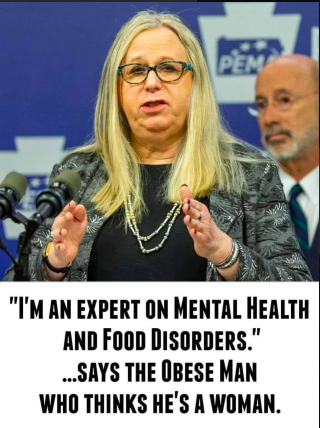 PEMA
"I'M AN EXPERT ON MENTAL HEALTH
AND FOOD DISORDERS."
...SAYS THE OBESE MAN
WHO THINKS HE'S A WOMAN.